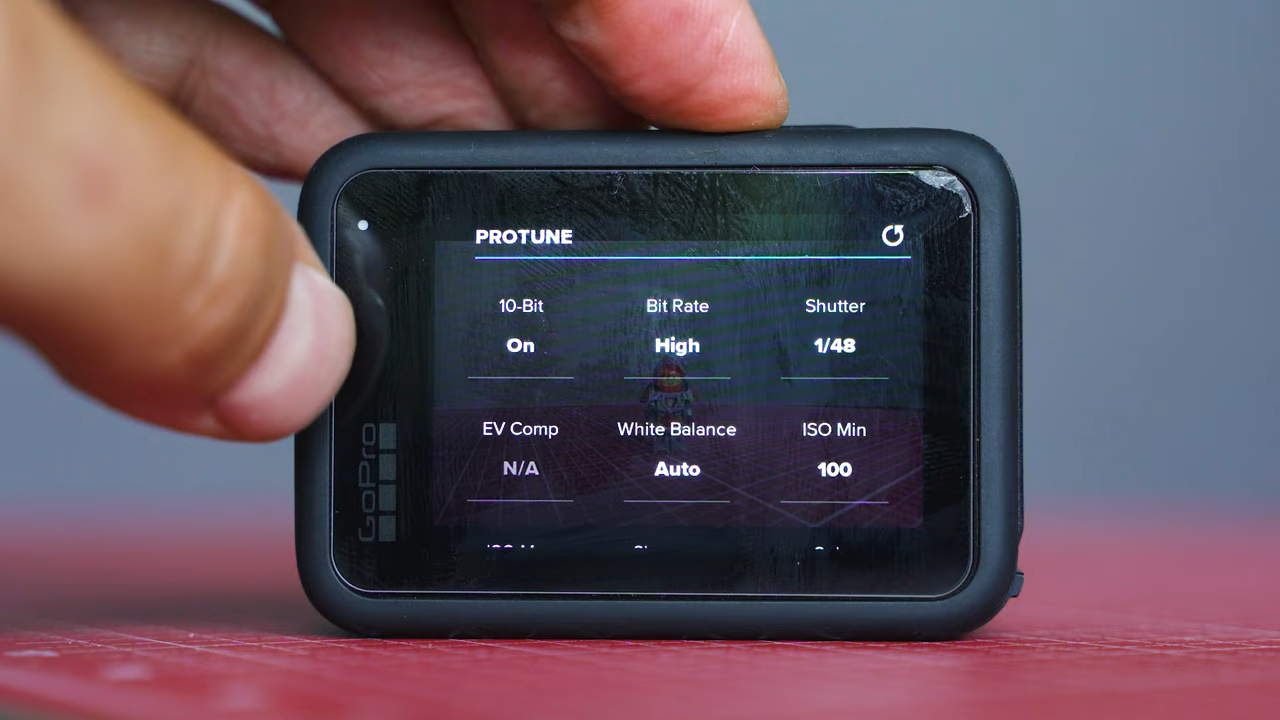 PROTUNE
10-Bit Bit Rate Shutter
On High 1/48
EV Comp White Balance ISO Min
N/A Auto 100
GoPro